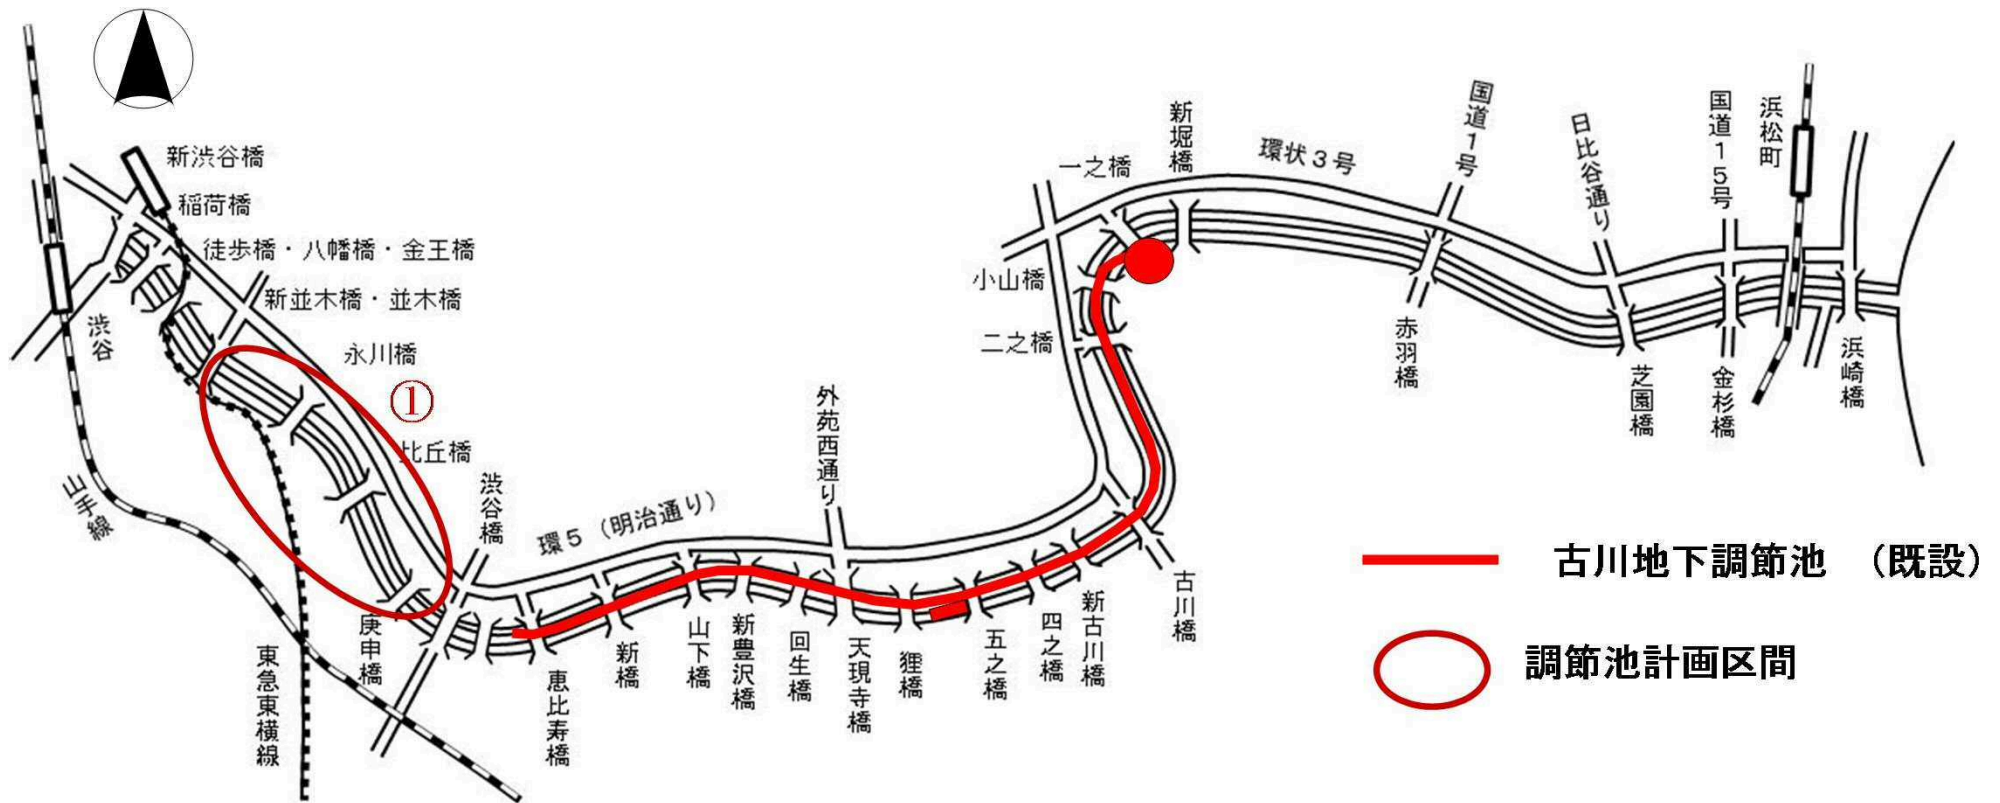 新渋谷橋
稲荷橋
徒歩橋・八幡橋・金王橋
新並木橋・並木橋
渋谷
永川橋
①
比丘橋
山手線
渋谷橋
庚申橋
東急東横線
環5（明治通り）
恵比寿橋
新橋
山下橋
新豊沢橋
回生橋
外苑西通り
天現寺橋
狸橋
五之橋
四之橋
新古川橋
古川橋
二之橋
小山橋
一之橋
新堀橋
環状3号
国道1号
赤羽橋
日比谷通り
芝園橋
国道15号
金杉橋
浜松町
浜崎橋
古川地下調節池　（既設）
調節池計画区間